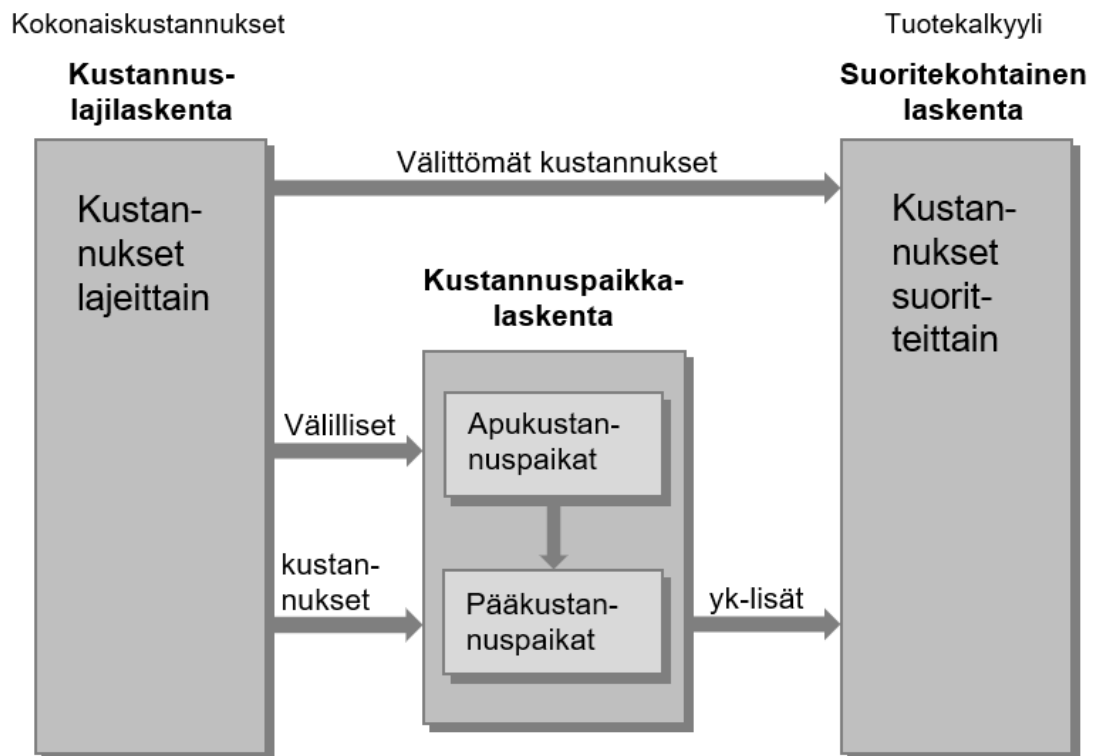 Kokonaiskustannukset
Tuotekalkyyli
Kustannus-
lajilaskenta
Suoritekohtainen
laskenta
Välittömät kustannukset
Kustan-
nukset
lajeittain
Kustan-
nukset
suorit-
teittain
Kustannuspaikka-
laskenta
Välilliset
Apukustan-
nuspaikat
kustan-
nukset
Pääkustan-
nuspaikat
yk-lisät